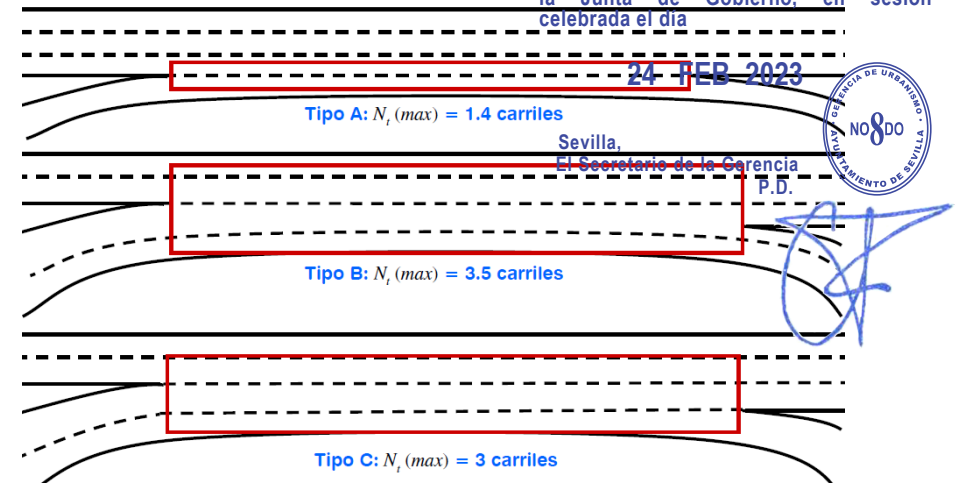 la Junta de Gobierno, en sesión
celebrada el día
24 FEB 2023
Tipo A: Nt (max) = 1.4 carriles
Sevilla,
El Secretario de la Gerencia
P.D.
GERENCIA DE URBANISMO · AYUNTAMIENTO DE SEVILLA ·
NO8DO
Tipo B: Nt (max) = 3.5 carriles
Tipo C: Nt (max) = 3 carriles